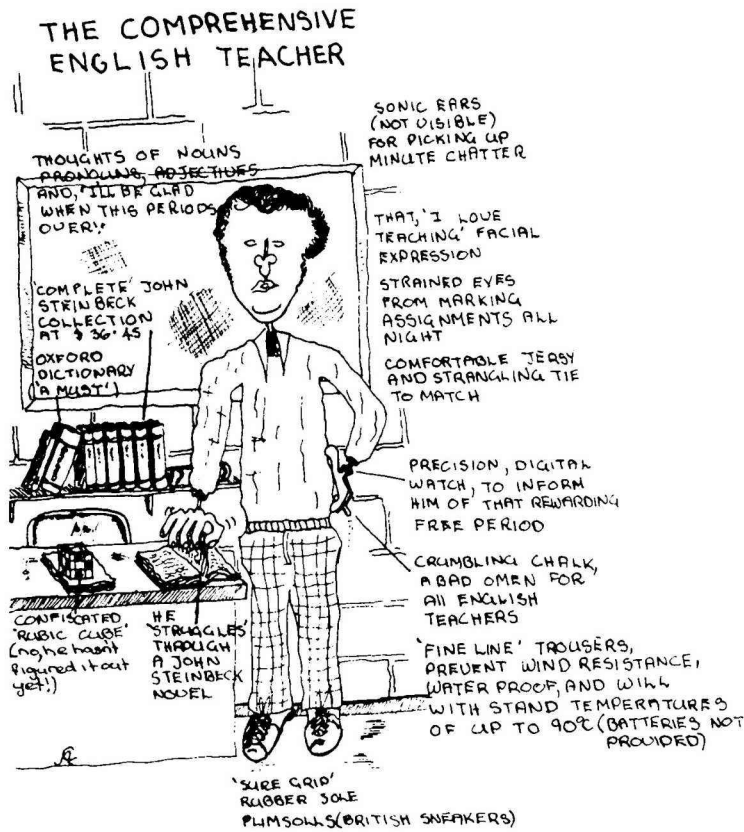 THE COMPREHENSIVE
ENGLISH TEACHER
THOUGHTS OF NOUNS
PRONOUNS, ADJECTIVES
AND, 'I'LL BE GLAD
WHEN THIS PERIODS
OVER!'
'COMPLETE' JOHN
STEINBECK
COLLECTION
AT $ 36.45
OXFORD
DICTIONARY
('A MUST')
SONIC EARS
(NOT VISIBLE)
FOR PICKING UP
MINUTE CHATTER
THAT, 'I LOVE
TEACHING' FACIAL
EXPRESSION
STRAINED EYES
FROM MARKING
ASSIGNMENTS ALL
NIGHT
COMFORTABLE JERSY
AND STRANGLING TIE
TO MATCH
PRECISION, DIGITAL
WATCH, TO INFORM
HIM OF THAT REWARDING
FREE PERIOD
CRUMBLING CHALK,
A BAD OMEN FOR
All ENGLISH
TEACHERS
CONFISCATED
'RUBIC CUBE'
(no, he hasn't
figured it out
yet!)
HE
'STRUGGLES'
THROUGH
A JOHN
STEINBECK
NOVEL
'FINE LINE' TROUSERS,
PREVENT WIND RESISTANCE,
WATER PROOF, AND WILL
WITH STAND TEMPERATURES
OF UP TO 90°C (BATTERIES NOT
PROVIDED)
'SURE GRIP'
RUBBER SOLE
PLIMSOLLS (BRITISH SNEAKERS)